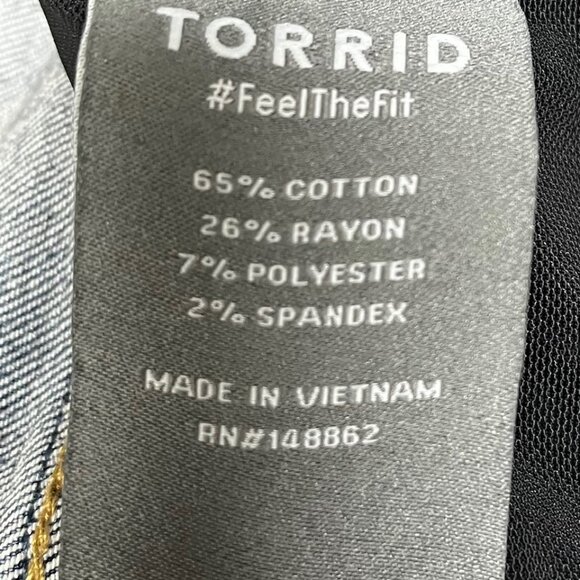 TORRID
#FeelTheFit
65% COTTON
26% RAYON
7% POLYESTER
2% SPANDEX
MADE IN VIETNAM
RN#148862